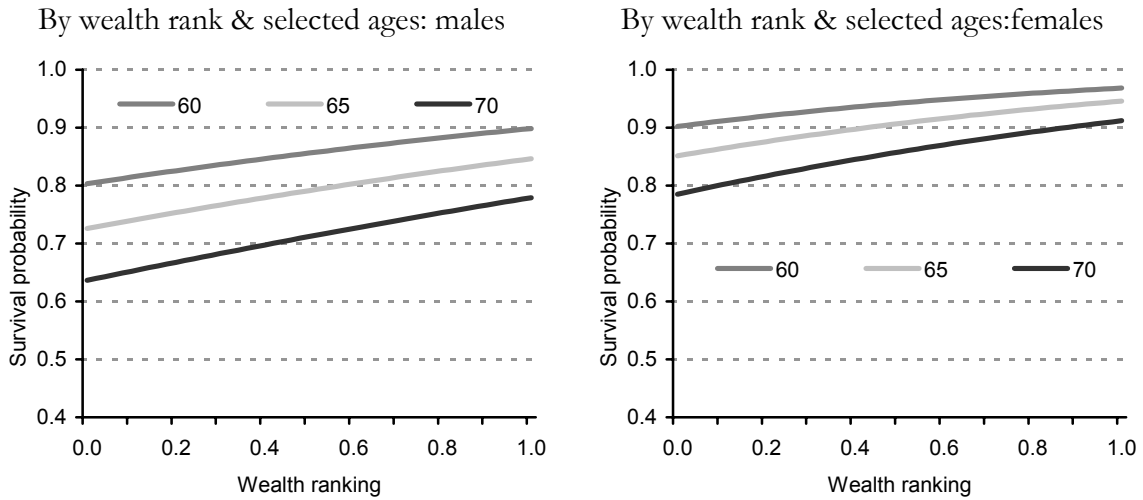 By wealth rank & selected ages: males
1.0
60 65 70
0.9
0.8
0.7
0.6
0.5
0.4
Survival probability
0.0 0.2 0.4 0.6 0.8 1.0
Wealth ranking
By wealth rank & selected ages:females
1.0
0.9
0.8
0.7
60 65 70
0.6
0.5
0.4
Survival probability
0.0 0.2 0.4 0.6 0.8 1.0
Wealth ranking